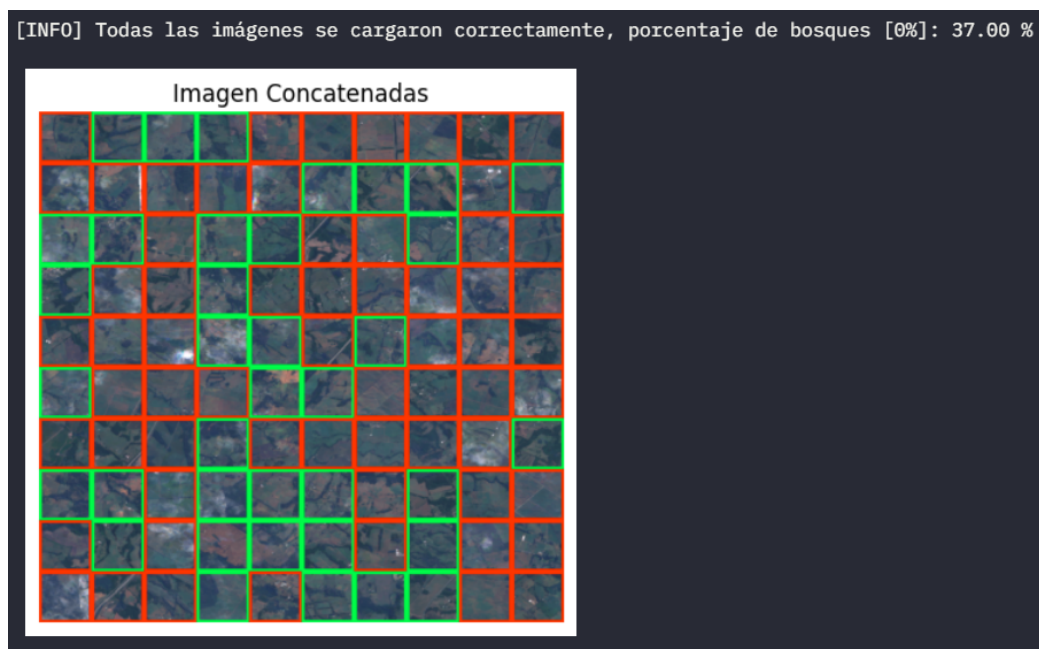 [INFO] Todas las imágenes se cargaron correctamente, porcentaje de bosques [0%]: 37.00 %
Imagen Concatenadas